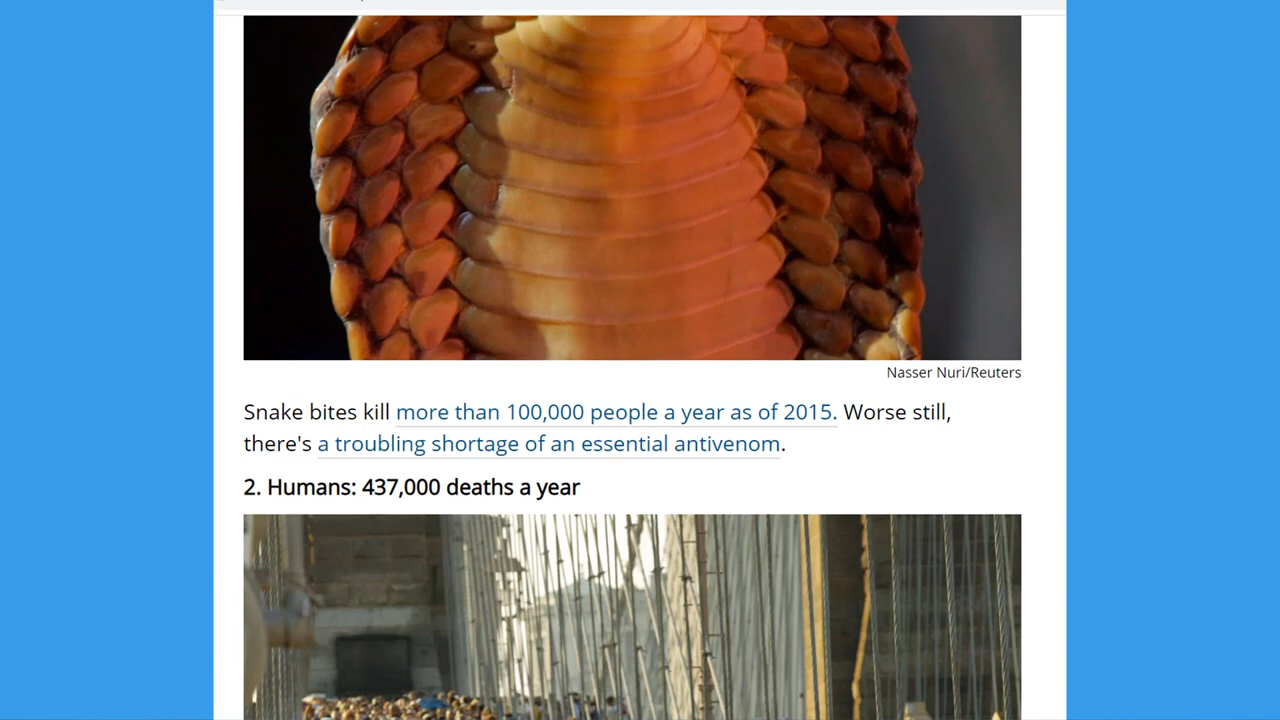 Nasser Nuri/Reuters
Snake bites kill more than 100,000 people a year as of 2015. Worse still,
there's a troubling shortage of an essential antivenom.
2. Humans: 437,000 deaths a year